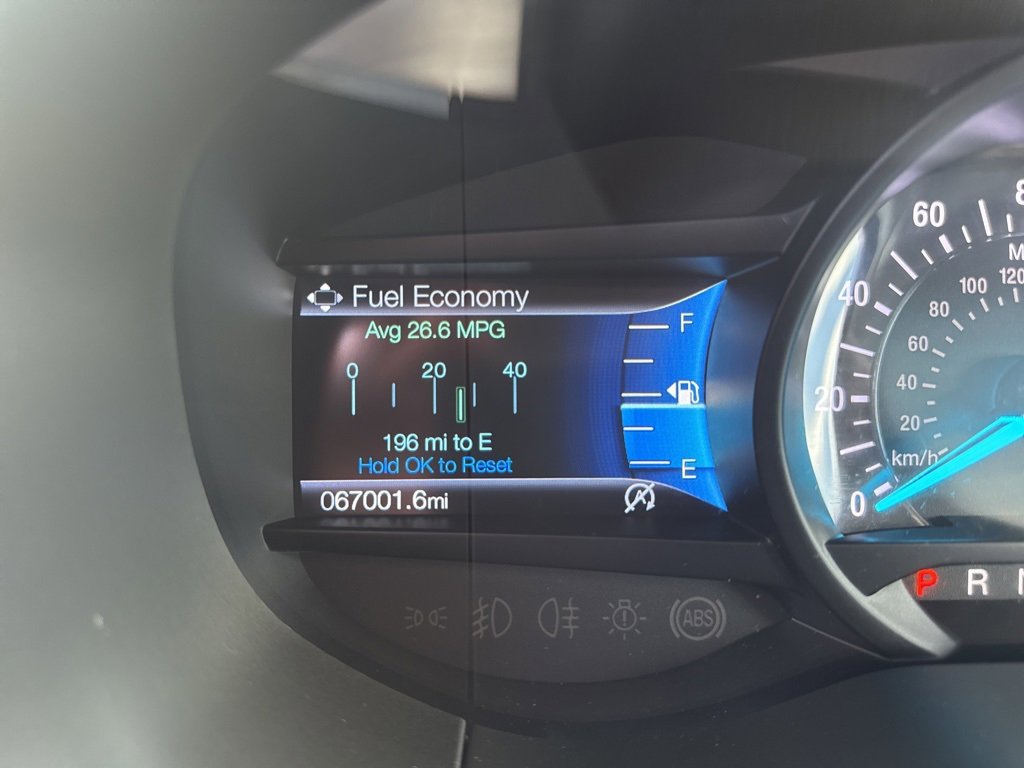 Fuel Economy
Avg 26.6 MPG
0 20 40
196 mi to E
Hold OK to Reset
067001.6mi
F
E
0 20 40 60
20 40 60 80 100 120
km/h
P R
ABS